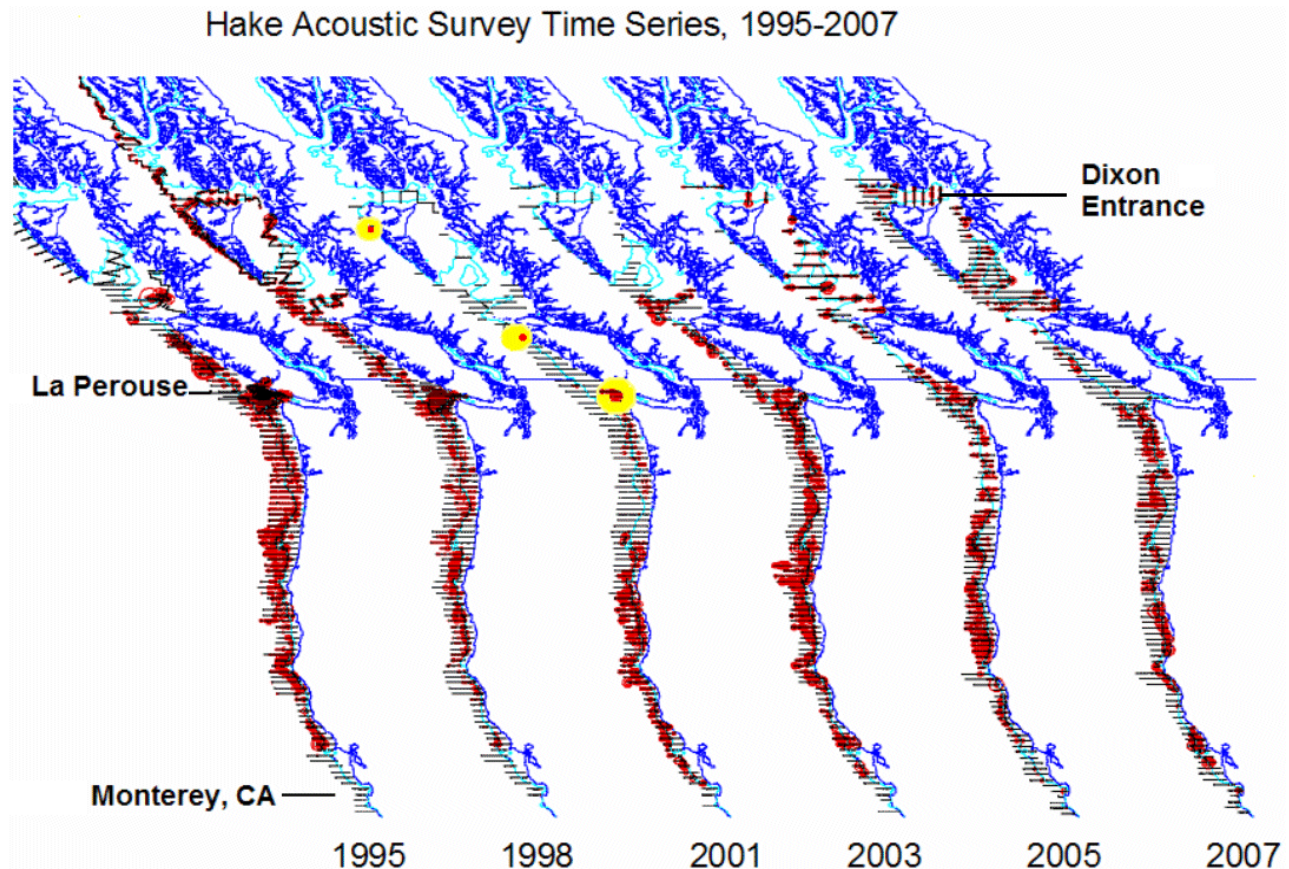 Hake Acoustic Survey Time Series, 1995-2007
Dixon
Entrance
La Perouse
Monterey, CA
1995 1998 2001 2003 2005 2007